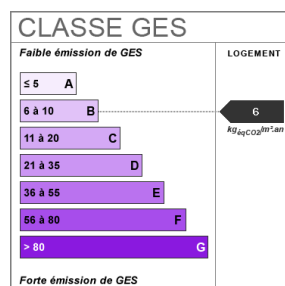 CLASSE GES
Faible émission de GES
LOGEMENT
≤ 5 A
6 à 10 B
6
kgéqCO2/m².an
11 à 20 C
21 à 35 D
36 à 55 E
56 à 80 F
> 80 G
Forte émission de GES